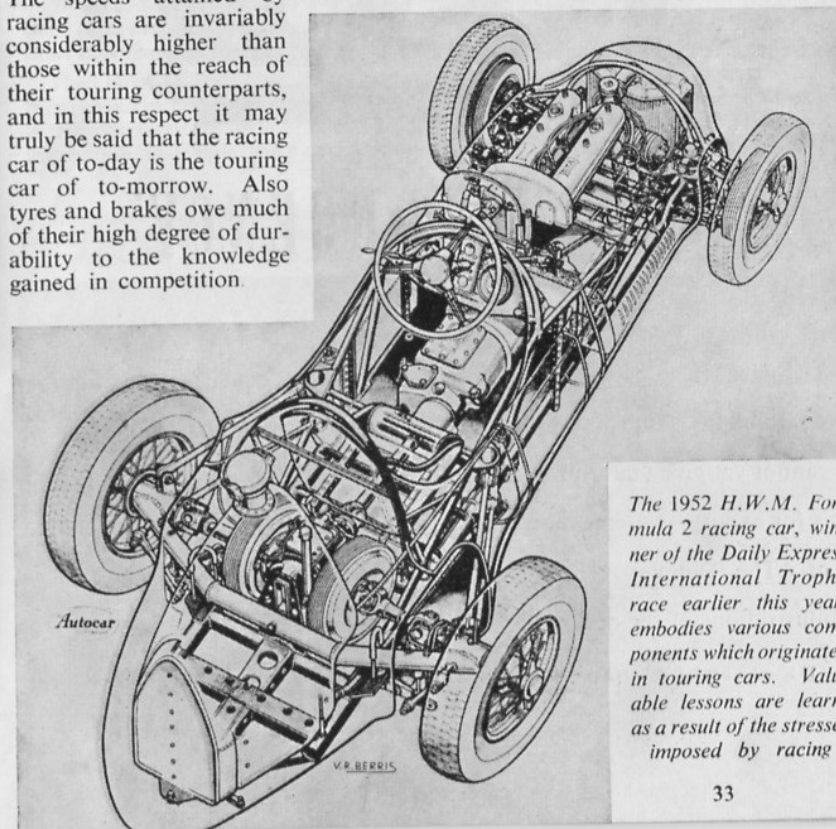 The speeds attained by
racing cars are invariably
considerably higher than
those within the reach of
their touring counterparts,
and in this respect it may
truly be said that the racing
car of to-day is the touring
car of to-morrow. Also
tyres and brakes owe much
of their high degree of dur-
ability to the knowledge
gained in competition.
Autocar
V.R. BERRIS
The 1952 H.W.M. For
mula 2 racing car, win
ner of the Daily Expres
International Troph
race earlier this year
embodies various com
ponents which originate
in touring cars. Valu
able lessons are learn
as a result of the stresse
imposed by racing
33